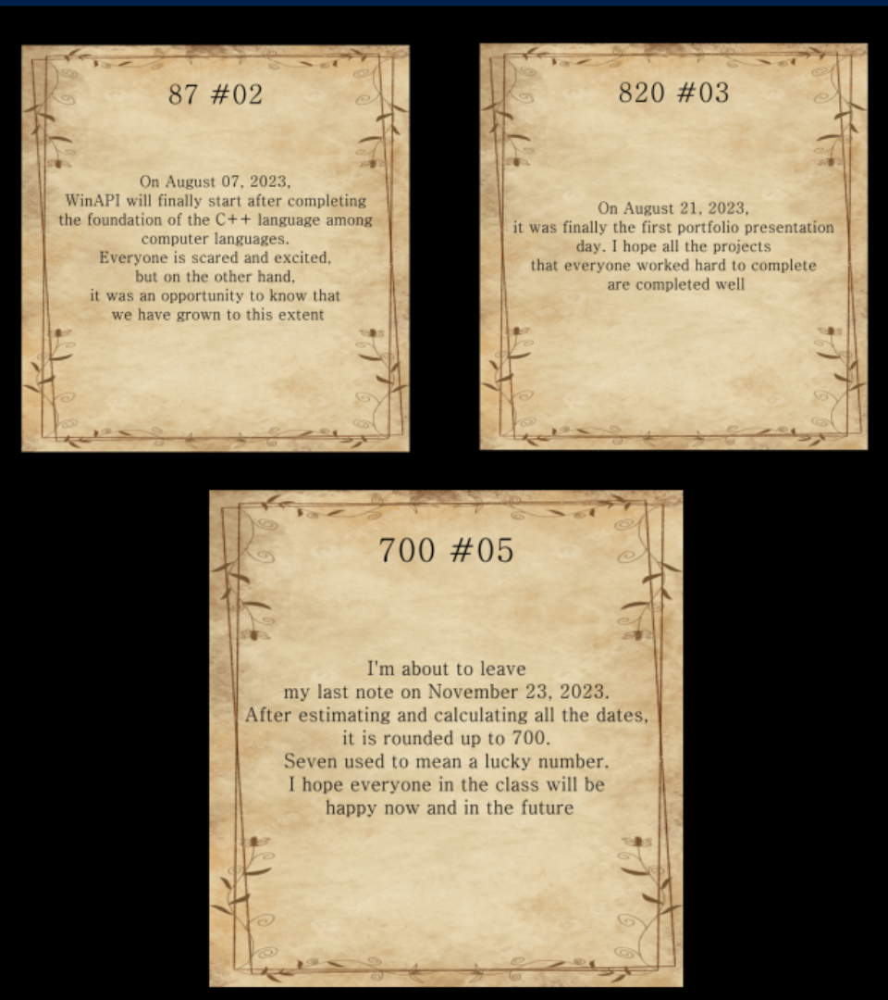 87 #02
On August 07, 2023,
WinAPI will finally start after completing
the foundation of the C++ language among
computer languages.
Everyone is scared and excited,
but on the other hand,
it was an opportunity to know that
we have grown to this extent
820 #03
On August 21, 2023,
it was finally the first portfolio presentation
day. I hope all the projects
that everyone worked hard to complete
are completed well
700 #05
I'm about to leave
my last note on November 23, 2023.
After estimating and calculating all the dates,
it is rounded up to 700.
Seven used to mean a lucky number.
I hope everyone in the class will be
happy now and in the future